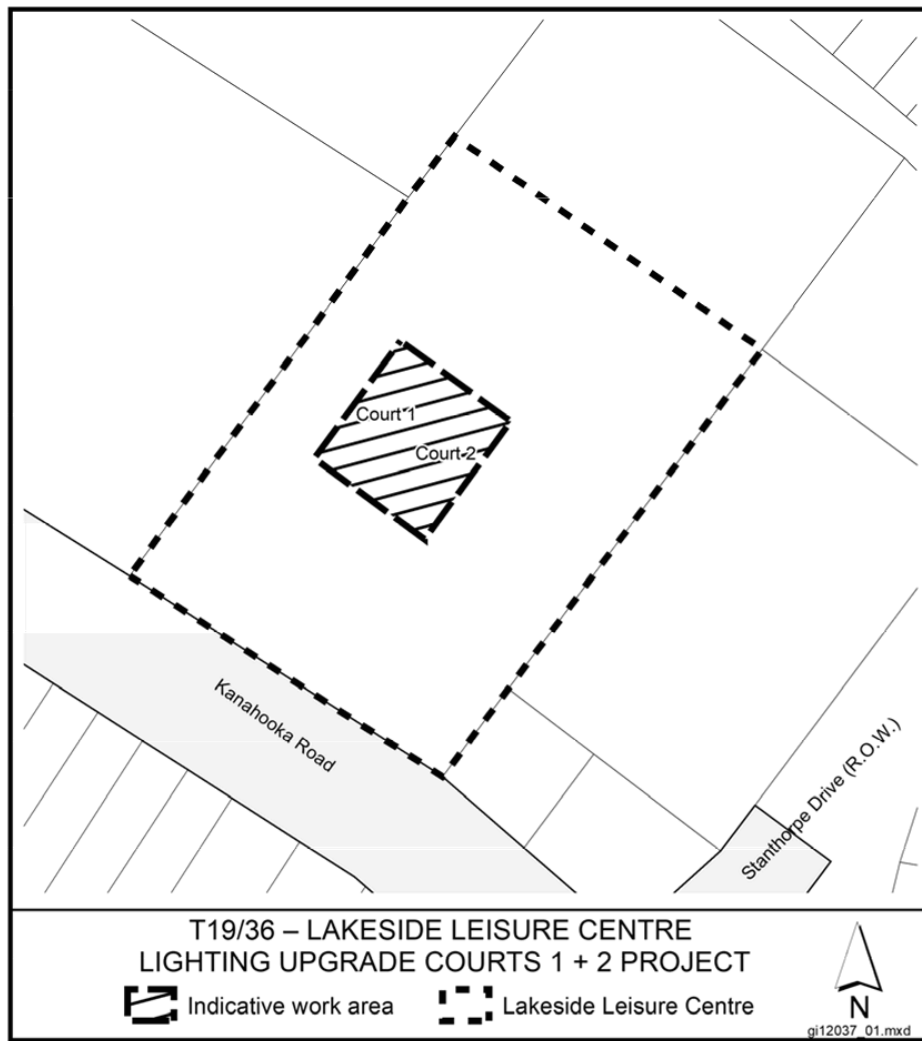 Court 1
Court 2
Kanahooka Road
Stanthorpe Drive (R.O.W.)
T19/36 – LAKESIDE LEISURE CENTRE
LIGHTING UPGRADE COURTS 1 + 2 PROJECT
Indicative work area
Lakeside Leisure Centre
N
gi12037_01.mxd